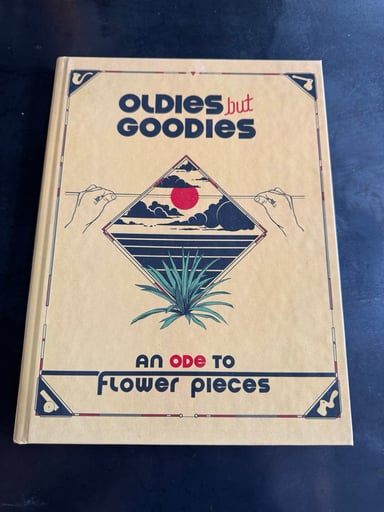 OLDIES but
GOODIES
AN ODE TO
flower pieces